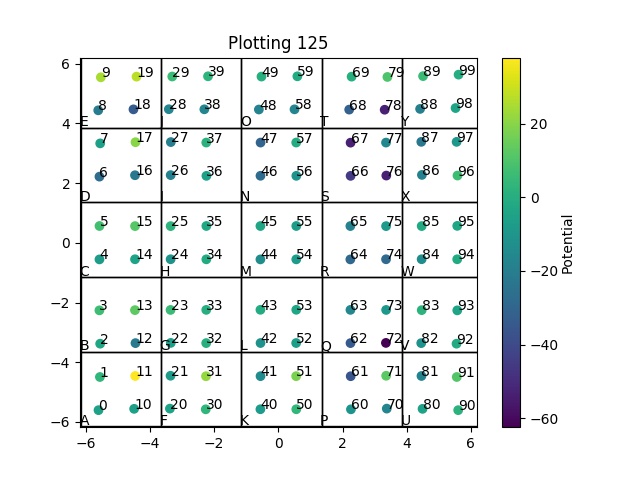 Plotting 125
6 9 19 29 39 49 59 69 79 89 99
8 18 28 38 48 58 68 78 88 98
4 E J O T Y
7 17 27 37 47 57 67 77 87 97
6 16 26 36 46 56 66 76 86 96
2 D I N S X
5 15 25 35 45 55 65 75 85 95
0
4 14 24 34 44 54 64 74 84 94
C H M R W
−2 3 13 23 33 43 53 63 73 83 93
2 12 22 32 42 52 62 72 82 92
B G L Q V
−4
1 11 21 31 41 51 61 71 81 91
0 10 20 30 40 50 60 70 80 90
−6 A F K P U
−6 −4 −2 0 2 4 6
20
0
−20
−40
−60
Potential